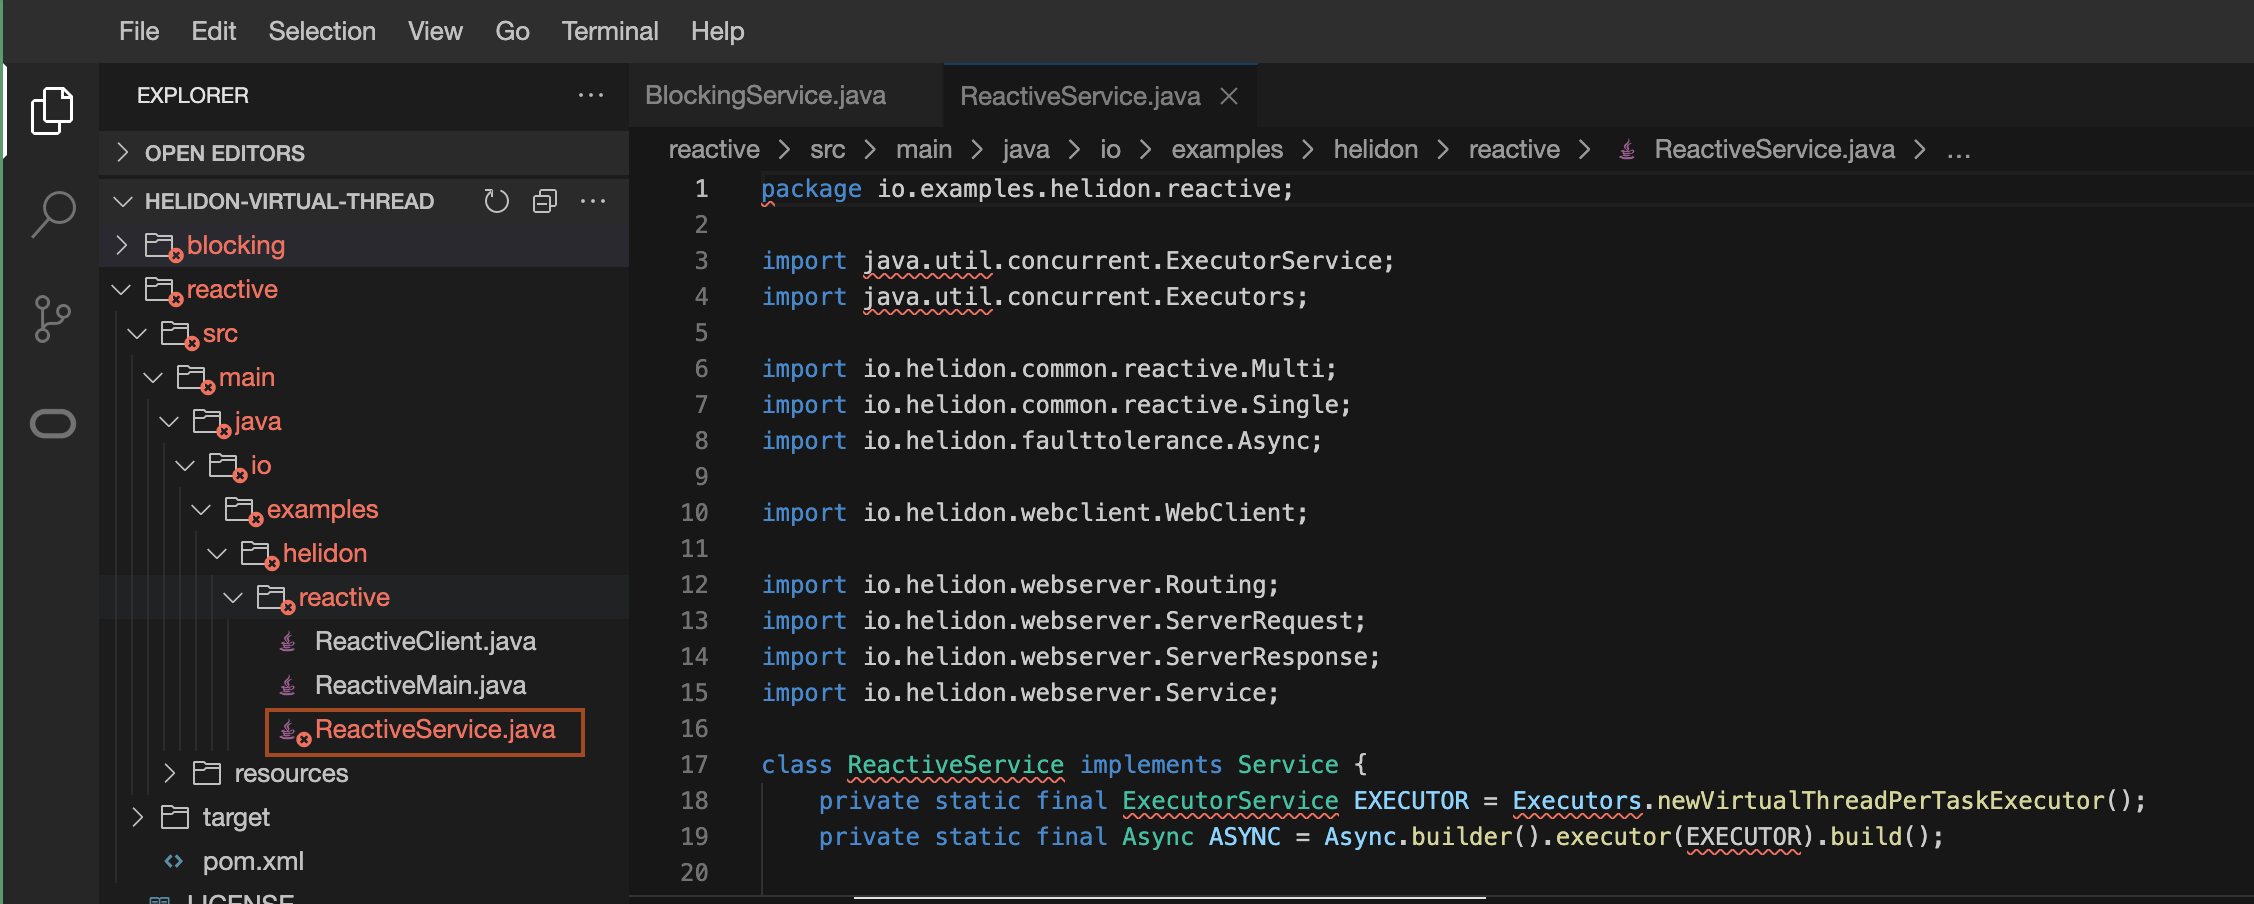 File Edit Selection View Go Terminal Help
EXPLORER ...
OPEN EDITORS
HELIDON-VIRTUAL-THREAD ...
blocking
reactive
src
main
java
io
examples
helidon
reactive
ReactiveClient.java
ReactiveMain.java
ReactiveService.java
resources
target
pom.xml
LICENSE
BlockingService.java ReactiveService.java
reactive > src > main > java > io > examples > helidon > reactive > ReactiveService.java > ...
1 package io.examples.helidon.reactive;
2
3 import java.util.concurrent.ExecutorService;
4 import java.util.concurrent.Executors;
5
6 import io.helidon.common.reactive.Multi;
7 import io.helidon.common.reactive.Single;
8 import io.helidon.faulttolerance.Async;
9
10 import io.helidon.webclient.WebClient;
11
12 import io.helidon.webserver.Routing;
13 import io.helidon.webserver.ServerRequest;
14 import io.helidon.webserver.ServerResponse;
15 import io.helidon.webserver.Service;
16
17 class ReactiveService implements Service {
18 private static final ExecutorService EXECUTOR = Executors.newVirtualThreadPerTaskExecutor();
19 private static final Async ASYNC = Async.builder().executor(EXECUTOR).build();
20